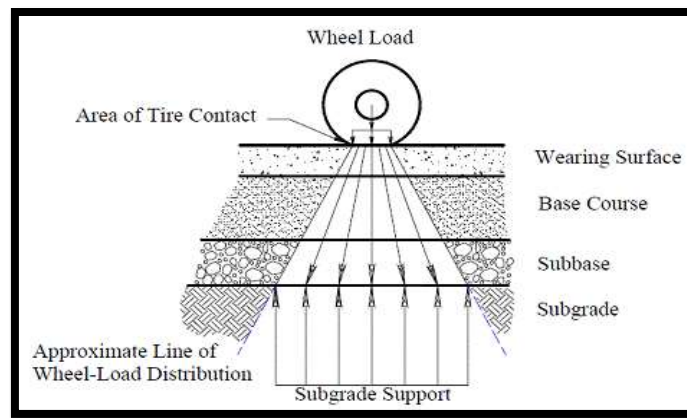 Wheel Load
Area of Tire Contact
Wearing Surface
Base Course
Subbase
Subgrade
Approximate Line of
Wheel-Load Distribution
Subgrade Support